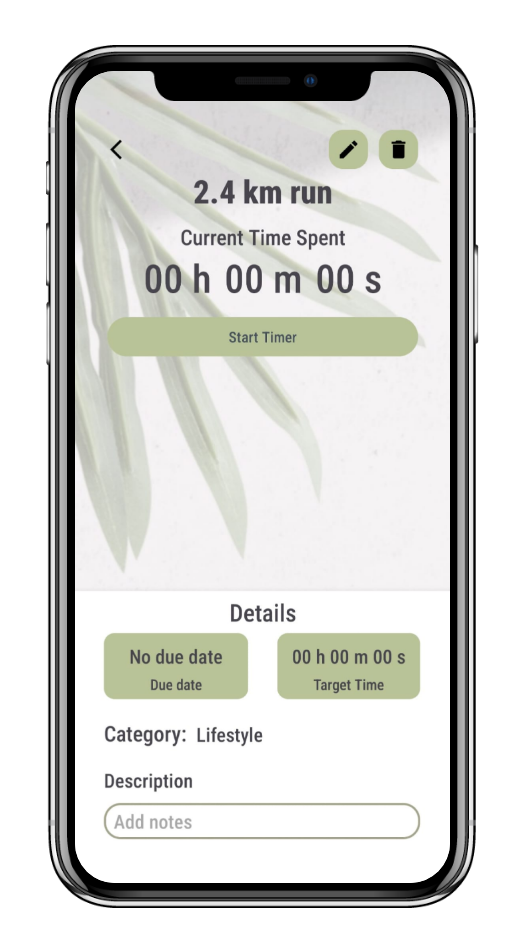 2.4 km run
Current Time Spent
00 h 00 m 00 s
Start Timer
Details
No due date
Due date
00 h 00 m 00 s
Target Time
Category: Lifestyle
Description
Add notes